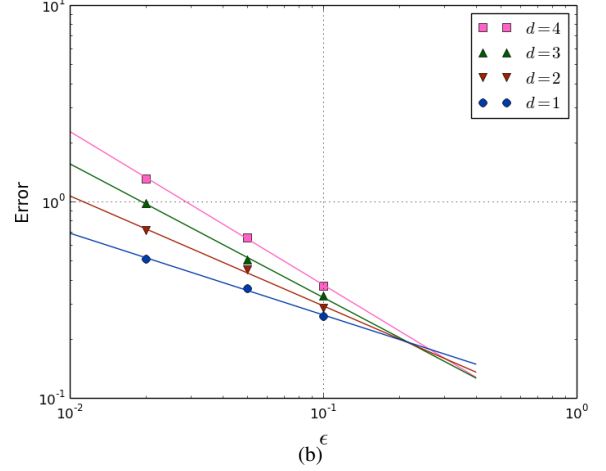 10^1
d = 4
d = 3
d = 2
d = 1
10^0
Error
10^-1
10^-2
10^-1
10^0
ϵ
(b)